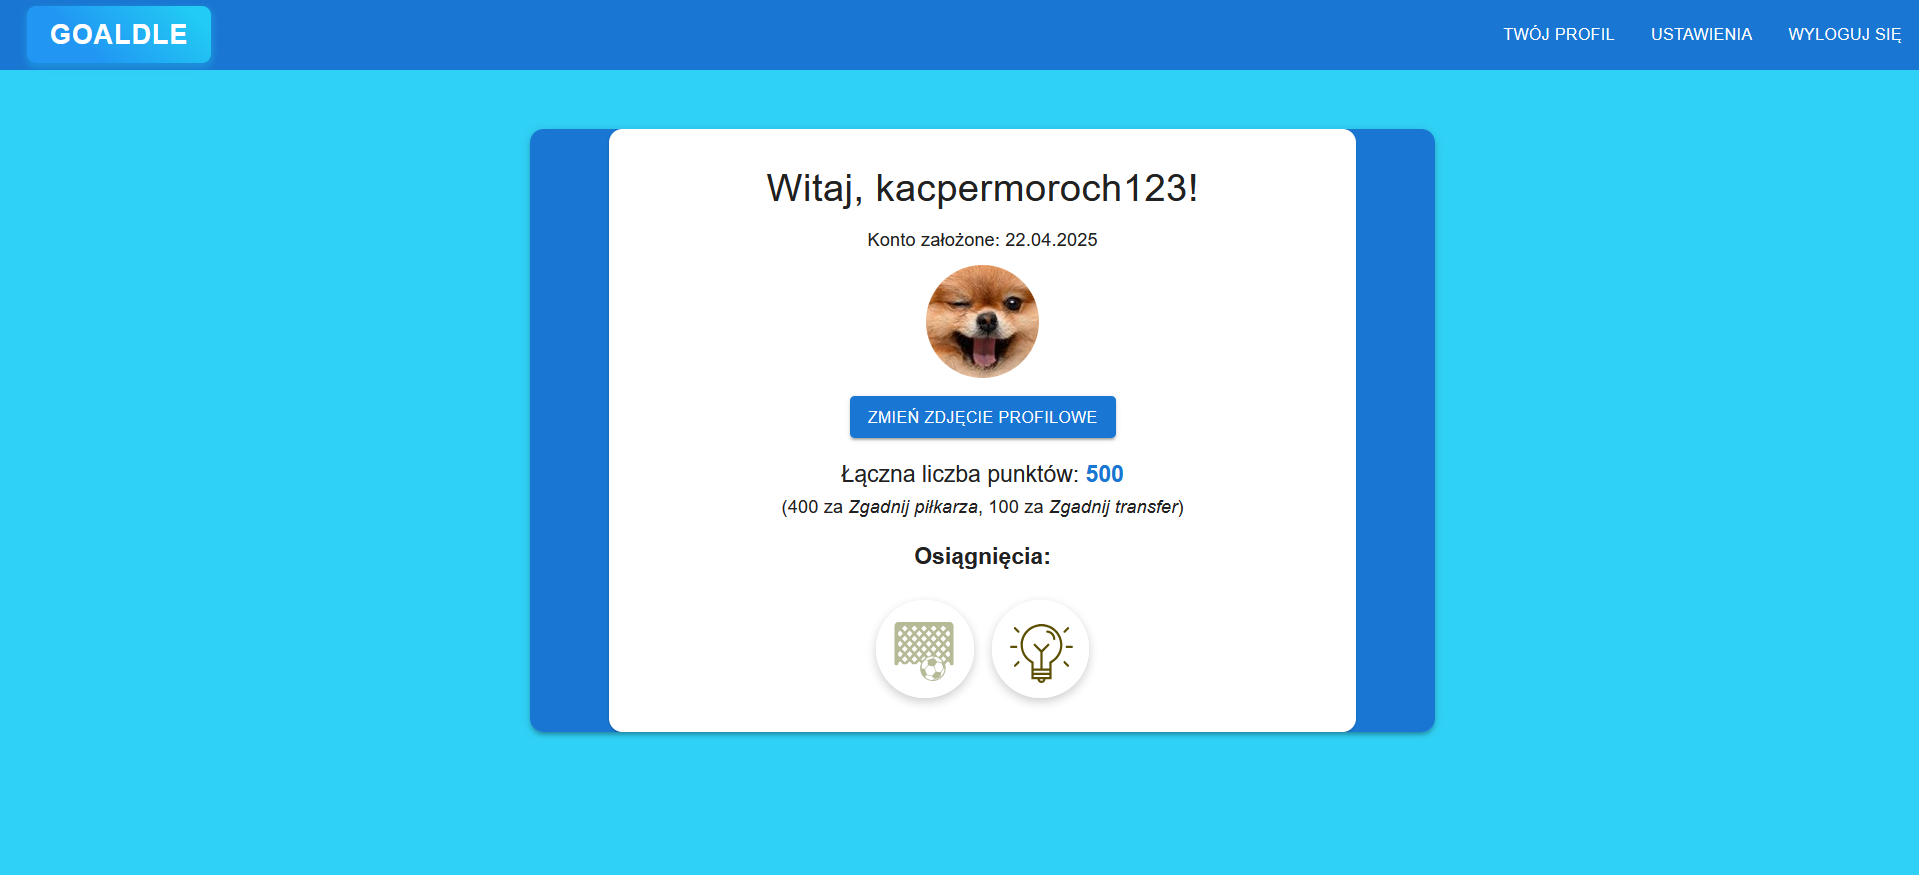 GOALDLE
TWÓJ PROFIL
USTAWIENIA
WYLOGUJ SIĘ
Witaj, kacpermoroch123!
Konto założone: 22.04.2025
ZMIEŃ ZDJĘCIE PROFILOWE
Łączna liczba punktów: 500
(400 za Zgadnij piłkarza, 100 za Zgadnij transfer)
Osiągnięcia: